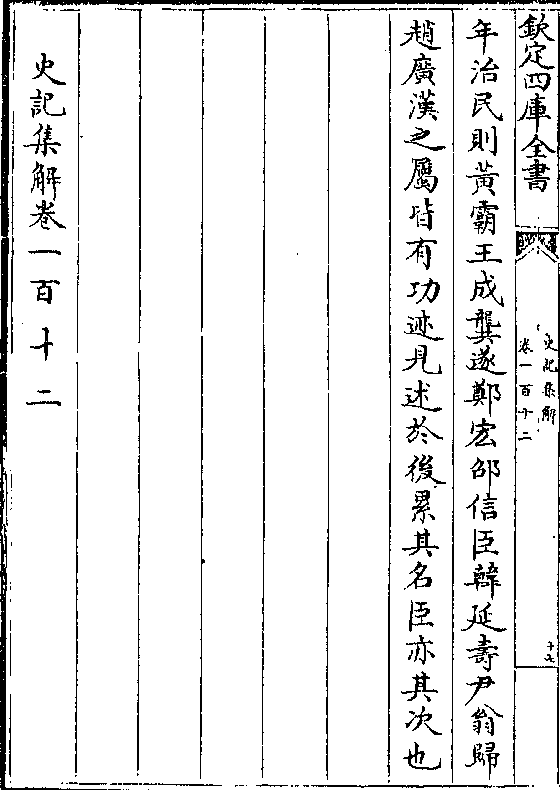 欽定四庫全書
史記集解
卷一百十二
十七
年治民則黃霸王成龔遂鄭宏邵信臣韓延壽尹翁歸
趙廣漢之屬皆有功迹見述於後累其名臣亦其次也
史記集解卷一百十二